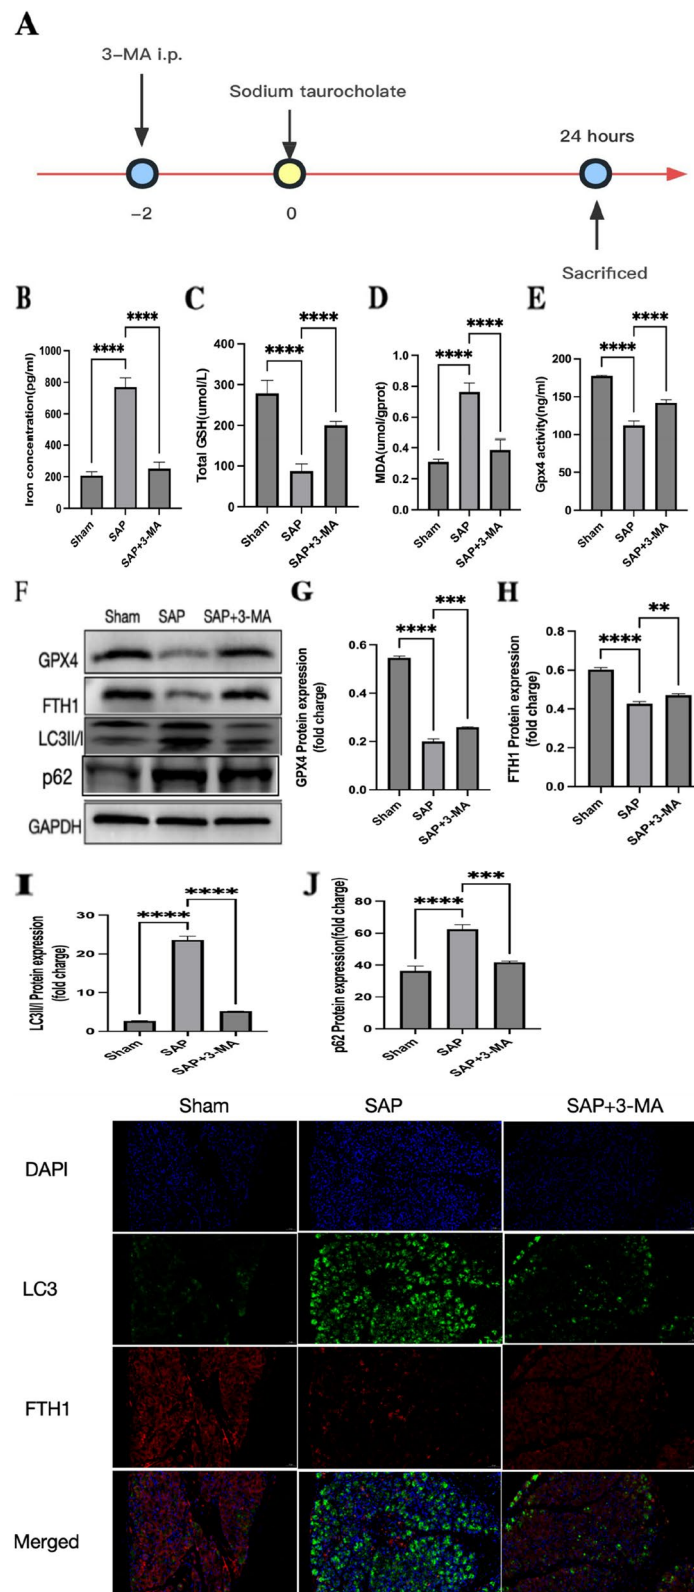 A
3-MA i.p.
Sodium taurocholate
24 hours
-2
0
Sacrificed
B
C
D
E
**** ****
**** ****
**** ****
**** ****
Iron concentration(pg/ml)
1000
800
600
400
200
0
Sham
SAP
SAP+3-MA
Total GSH(umol/L)
400
300
200
100
0
Sham
SAP
SAP+3-MA
MDA(umol/gprot)
1.0
0.8
0.6
0.4
0.2
0.0
Sham
SAP
SAP+3-MA
Gpx4 activity(ng/ml)
200
150
100
50
0
Sham
SAP
SAP+3-MA
F
Sham SAP SAP+3-MA
GPX4
FTH1
LC3II/I
p62
GAPDH
G
**** ***
GPX4 Protein expression
(fold charge)
0.6
0.4
0.2
0.0
Sham
SAP
SAP+3-MA
H
**** **
FTH1 Protein expression
(fold charge)
0.8
0.6
0.4
0.2
0.0
Sham
SAP
SAP+3-MA
I
**** ****
LC3II/I Protein expression
(fold charge)
30
20
10
0
Sham
SAP
SAP+3-MA
J
**** ***
p62 Protein expression(fold charge)
80
60
40
20
0
Sham
SAP
SAP+3-MA
Sham SAP SAP+3-MA
DAPI
LC3
FTH1
Merged